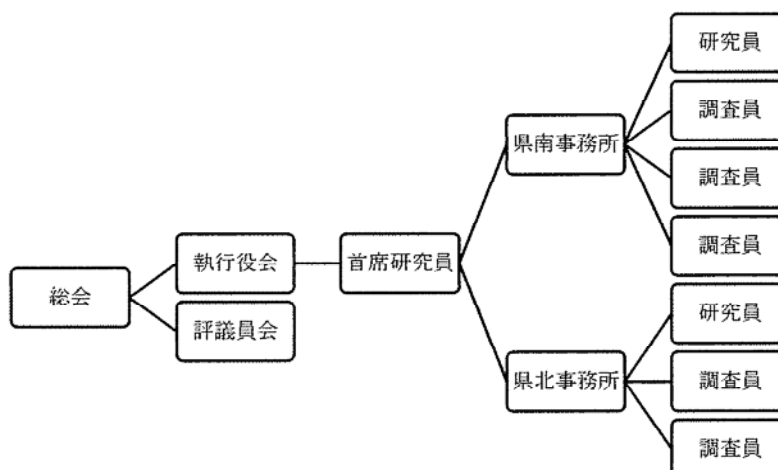 総会
執行役会
評議員会
首席研究員
県南事務所
研究員
調査員
調査員
調査員
県北事務所
研究員
調査員
調査員